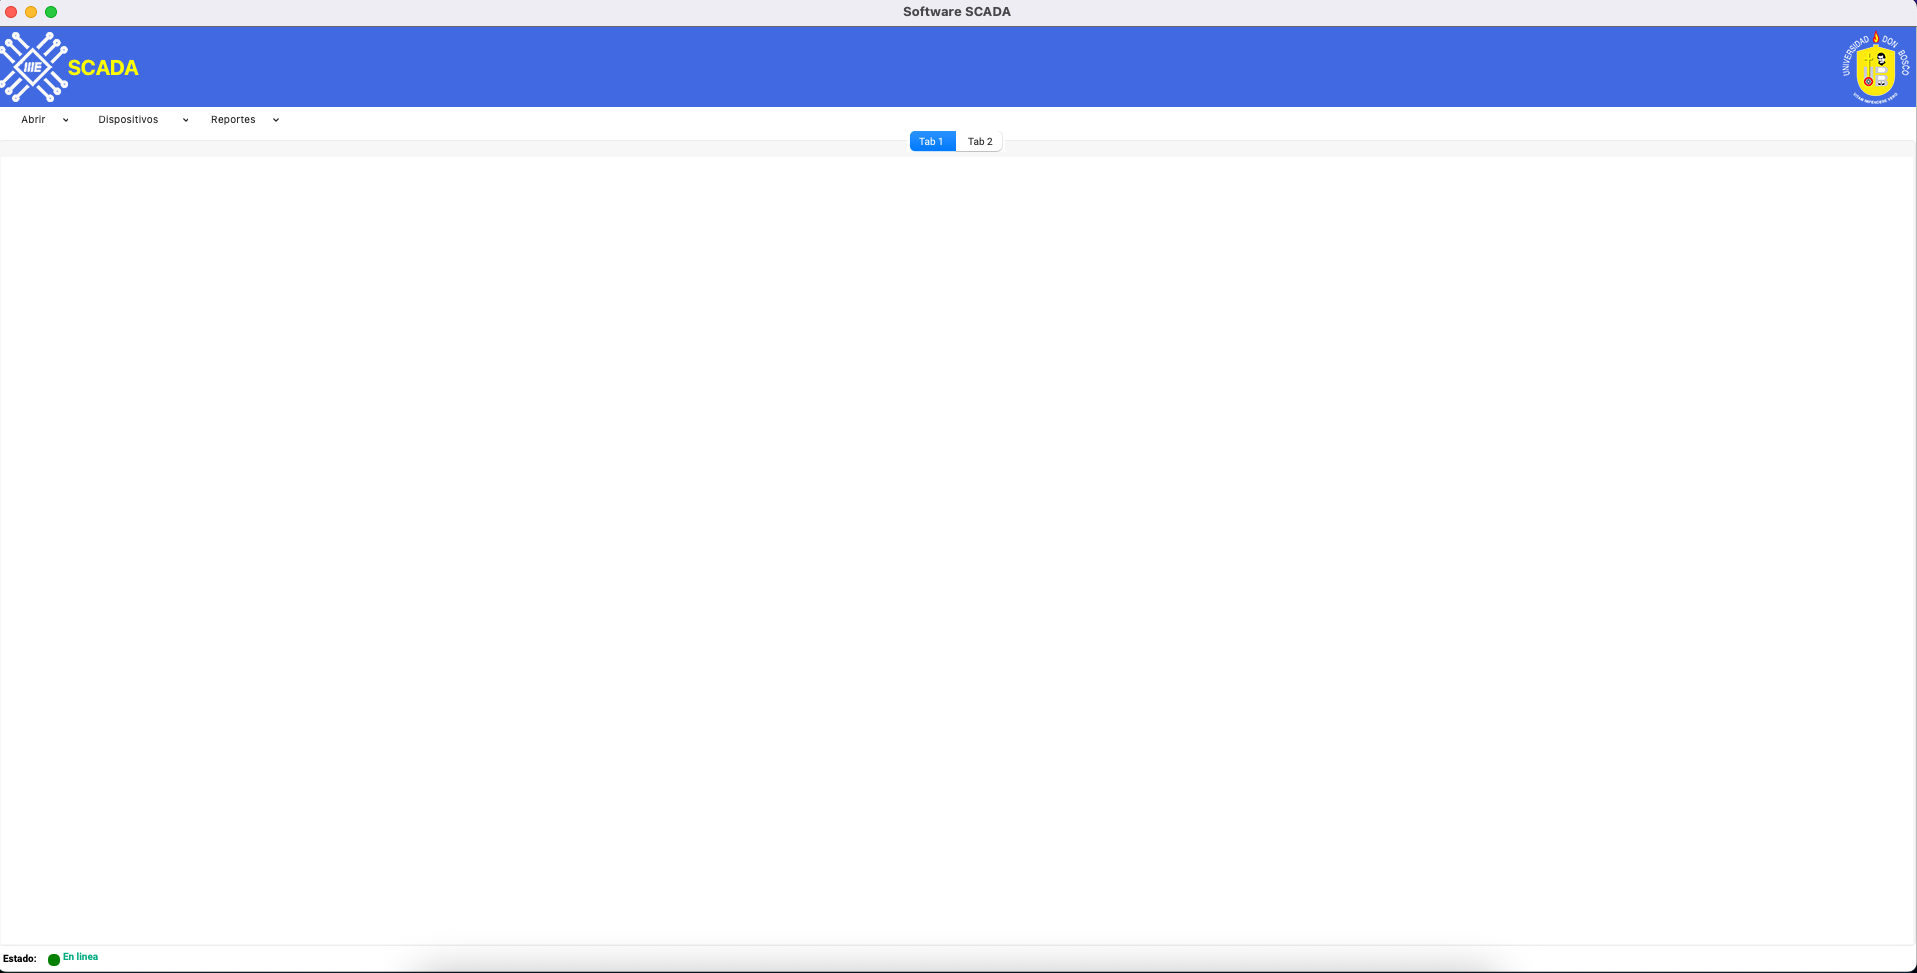 Software SCADA
IIIE
SCADA
UNIVERSIDAD DON BOSCO
Abrir
Dispositivos
Reportes
Tab 1
Tab 2
Estado:
En linea